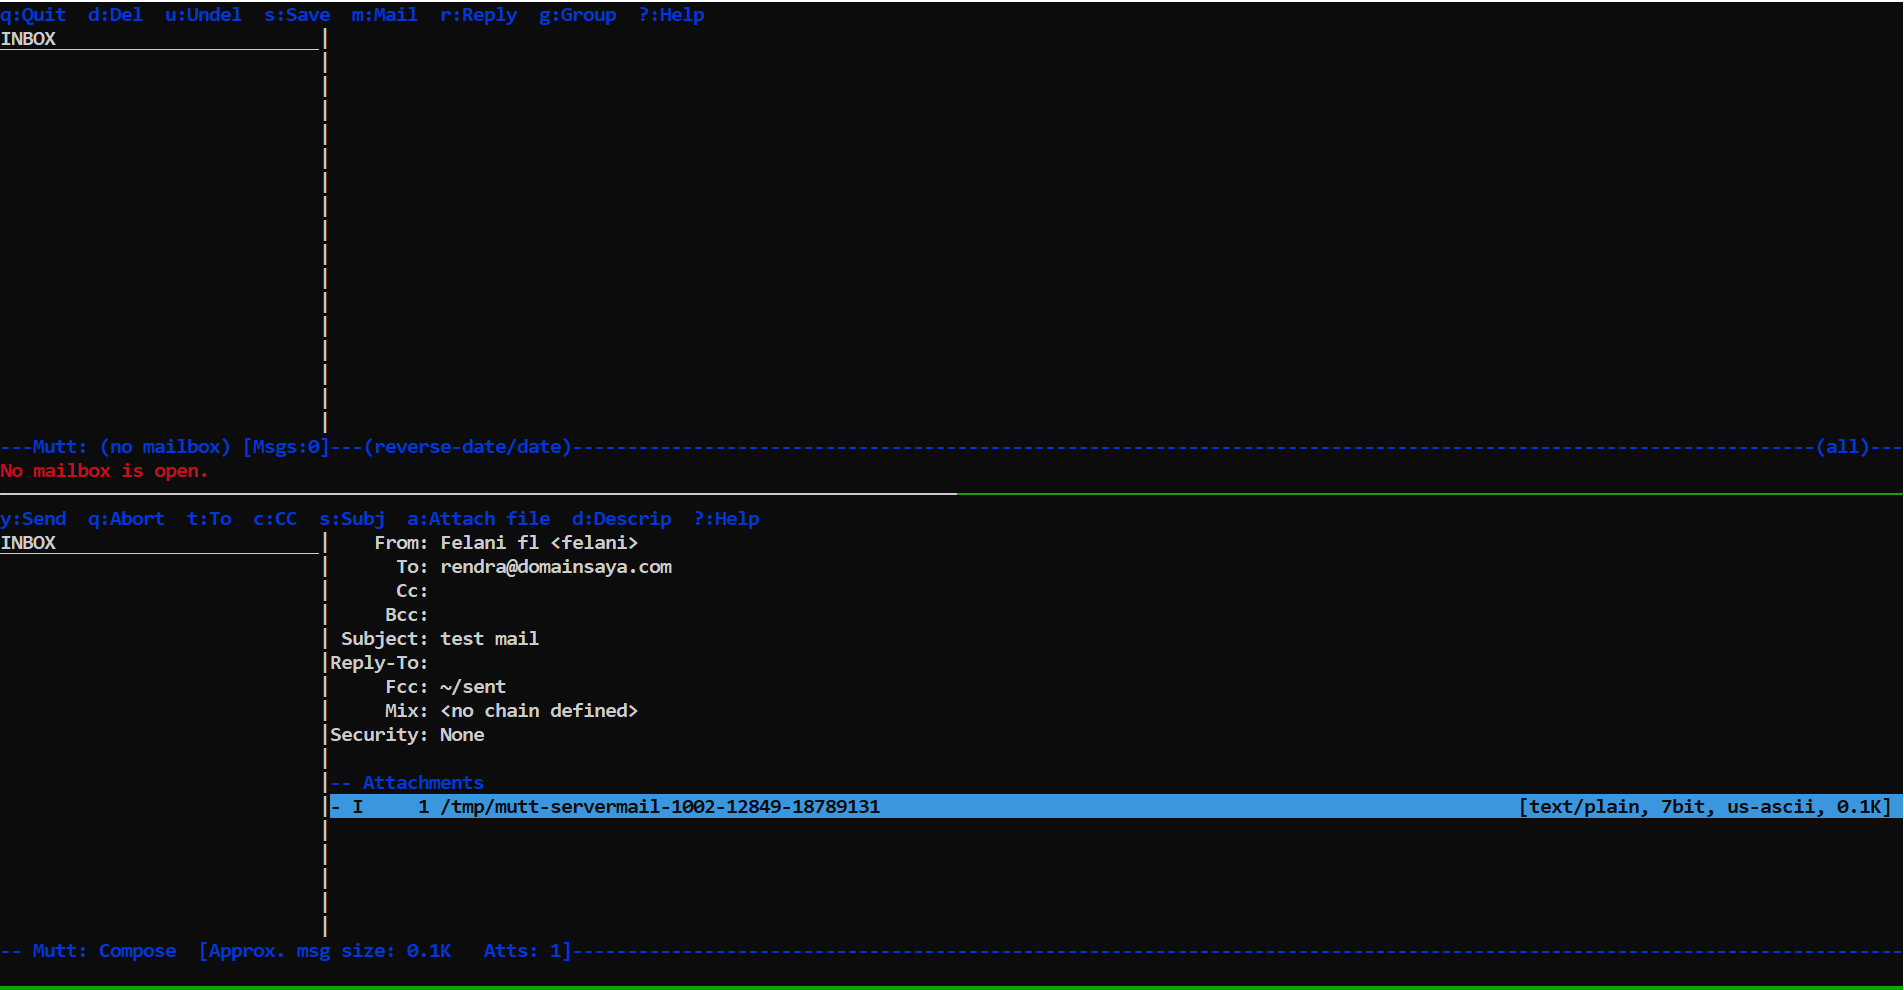 q:Quit  d:Del  u:Undel  s:Save  m:Mail  r:Reply  g:Group  ?:Help
INBOX
---Mutt: (no mailbox) [Msgs:0]---(reverse-date/date)-----------------------------------------------------------------------------------------------------------------(all)---
No mailbox is open.
y:Send  q:Abort  t:To  c:CC  s:Subj  a:Attach file  d:Descrip  ?:Help
INBOX                        |    From: Felani fl <felani>
To: rendra@domainsaya.com
Cc:
Bcc:
Subject: test mail
Reply-To:
Fcc: ~/sent
Mix: <no chain defined>
Security: None
-- Attachments
- I     1 /tmp/mutt-servermail-1002-12849-18789131                                                          [text/plain, 7bit, us-ascii, 0.1K]
-- Mutt: Compose  [Approx. msg size: 0.1K   Atts: 1]-------------------------------------------------------------------------------------------------------------------------